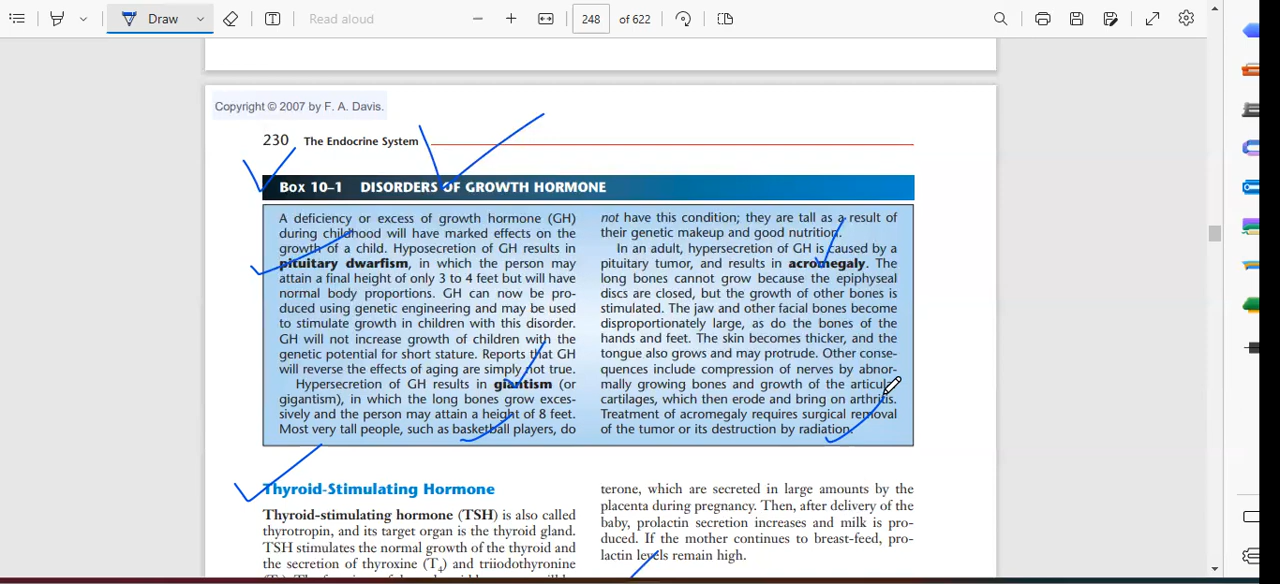 Draw
Read aloud
248 of 622
Copyright © 2007 by F. A. Davis.
230 The Endocrine System
Box 10–1 DISORDERS OF GROWTH HORMONE
A deficiency or excess of growth hormone (GH)
during childhood will have marked effects on the
growth of a child. Hyposecretion of GH results in
pituitary dwarfism, in which the person may
attain a final height of only 3 to 4 feet but will have
normal body proportions. GH can now be pro-
duced using genetic engineering and may be used
to stimulate growth in children with this disorder.
GH will not increase growth of children with the
genetic potential for short stature. Reports that GH
will reverse the effects of aging are simply not true.
Hypersecretion of GH results in giantism (or
gigantism), in which the long bones grow exces-
sively and the person may attain a height of 8 feet.
Most very tall people, such as basketball players, do
not have this condition; they are tall as a result of
their genetic makeup and good nutrition.
In an adult, hypersecretion of GH is caused by a
pituitary tumor, and results in acromegaly. The
long bones cannot grow because the epiphyseal
discs are closed, but the growth of other bones is
stimulated. The jaw and other facial bones become
disproportionately large, as do the bones of the
hands and feet. The skin becomes thicker, and the
tongue also grows and may protrude. Other conse-
quences include compression of nerves by abnor-
mally growing bones and growth of the articular
cartilages, which then erode and bring on arthritis.
Treatment of acromegaly requires surgical removal
of the tumor or its destruction by radiation.
Thyroid-Stimulating Hormone
Thyroid-stimulating hormone (TSH) is also called
thyrotropin, and its target organ is the thyroid gland.
TSH stimulates the normal growth of the thyroid and
the secretion of thyroxine (T4) and triiodothyronine
terone, which are secreted in large amounts by the
placenta during pregnancy. Then, after delivery of the
baby, prolactin secretion increases and milk is pro-
duced. If the mother continues to breast-feed, pro-
lactin levels remain high.